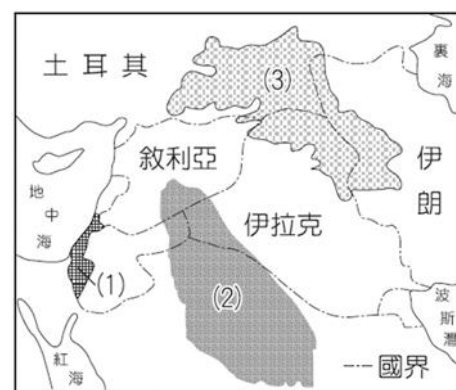 土耳其
(3)
裏海
敘利亞
伊朗
地中海
伊拉克
(1)
(2)
波斯灣
紅海
國界